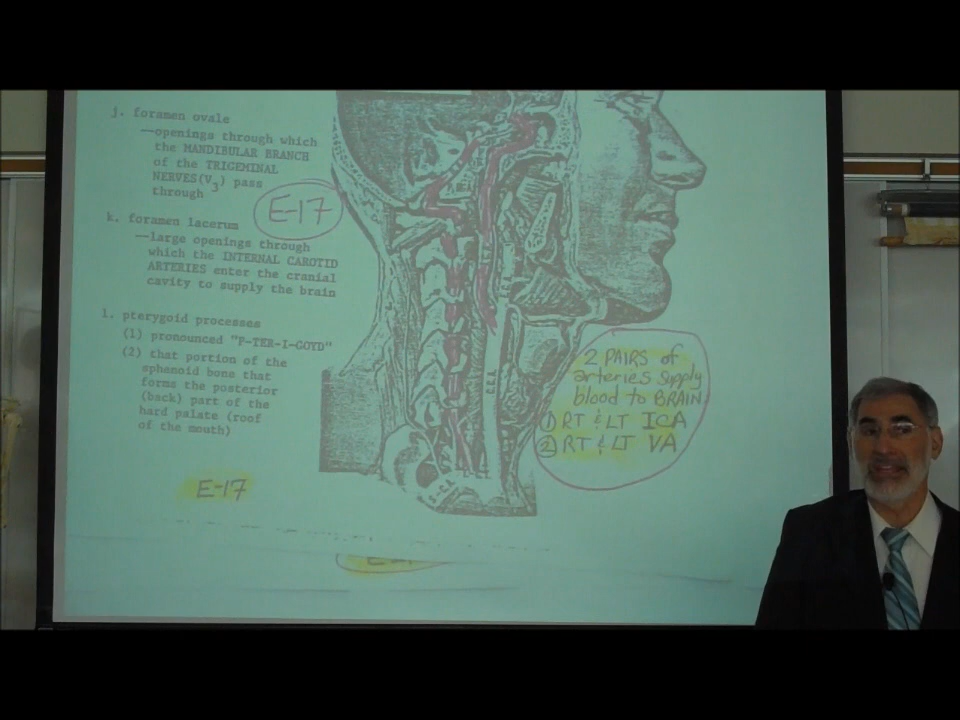 j. foramen ovale
—openings through which
the MANDIBULAR BRANCH
of the TRIGEMINAL
NERVES(V3) pass
through
E-17
k. foramen lacerum
—large openings through
which the INTERNAL CAROTID
ARTERIES enter the cranial
cavity to supply the brain
l. pterygoid processes
(1) pronounced "P-TER-I-GOYD"
(2) that portion of the
sphenoid bone that
forms the posterior
(back) part of the
hard palate (roof
of the mouth)
E-17
C.C.A.
2 PAIRS of
arteries supply
blood to BRAIN
1 RT & LT ICA
2 RT & LT VA